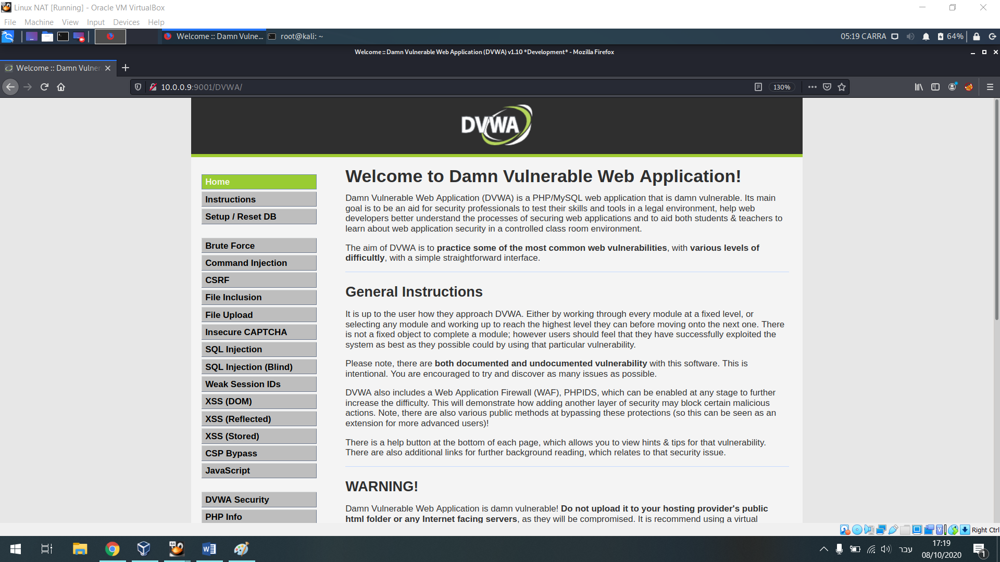 Linux NAT [Running] - Oracle VM VirtualBox
File Machine View Input Devices Help
Welcome :: Damn Vulne... root@kali: ~ 05:19 CARRA 64%
Welcome :: Damn Vulnerable Web Application (DVWA) v1.10 *Development* - Mozilla Firefox
Welcome :: Damn Vulner
10.0.0.9:9001/DVWA/ 130%
DVWA
Home
Instructions
Setup / Reset DB
Brute Force
Command Injection
CSRF
File Inclusion
File Upload
Insecure CAPTCHA
SQL Injection
SQL Injection (Blind)
Weak Session IDs
XSS (DOM)
XSS (Reflected)
XSS (Stored)
CSP Bypass
JavaScript
DVWA Security
PHP Info
Welcome to Damn Vulnerable Web Application!
Damn Vulnerable Web Application (DVWA) is a PHP/MySQL web application that is damn vulnerable. Its main
goal is to be an aid for security professionals to test their skills and tools in a legal environment, help web
developers better understand the processes of securing web applications and to aid both students & teachers to
learn about web application security in a controlled class room environment.
The aim of DVWA is to practice some of the most common web vulnerabilities, with various levels of
difficultly, with a simple straightforward interface.
General Instructions
It is up to the user how they approach DVWA. Either by working through every module at a fixed level, or
selecting any module and working up to reach the highest level they can before moving onto the next one. There
is not a fixed object to complete a module; however users should feel that they have successfully exploited the
system as best as they possible could by using that particular vulnerability.
Please note, there are both documented and undocumented vulnerability with this software. This is
intentional. You are encouraged to try and discover as many issues as possible.
DVWA also includes a Web Application Firewall (WAF), PHPIDS, which can be enabled at any stage to further
increase the difficulty. This will demonstrate how adding another layer of security may block certain malicious
actions. Note, there are also various public methods at bypassing these protections (so this can be seen as an
extension for more advanced users)!
There is a help button at the bottom of each page, which allows you to view hints & tips for that vulnerability.
There are also additional links for further background reading, which relates to that security issue.
WARNING!
Damn Vulnerable Web Application is damn vulnerable! Do not upload it to your hosting provider's public
html folder or any Internet facing servers, as they will be compromised. It is recommend using a virtual
Right Ctrl
עבר
17:19
08/10/2020
1